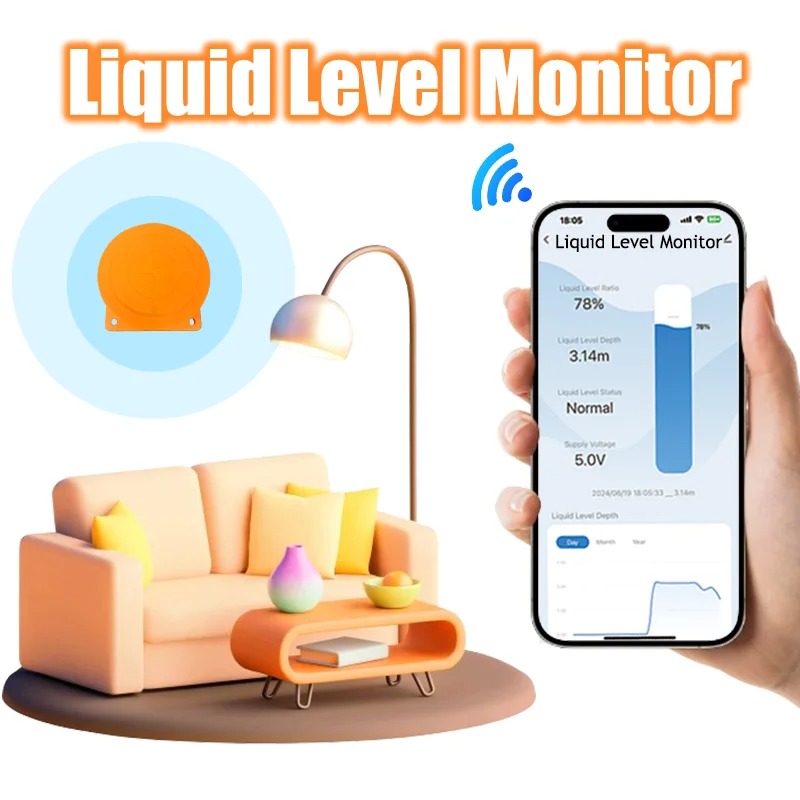 Liquid Level Monitor
18:05
Liquid Level Monitor
Liquid Level Ratio
78%
78%
Liquid Level Depth
3.14m
Liquid Level Status
Normal
Supply Voltage
5.0V
2024/06/19 18:05:33 __ 3.14m
Liquid Level Depth
Day Month Year